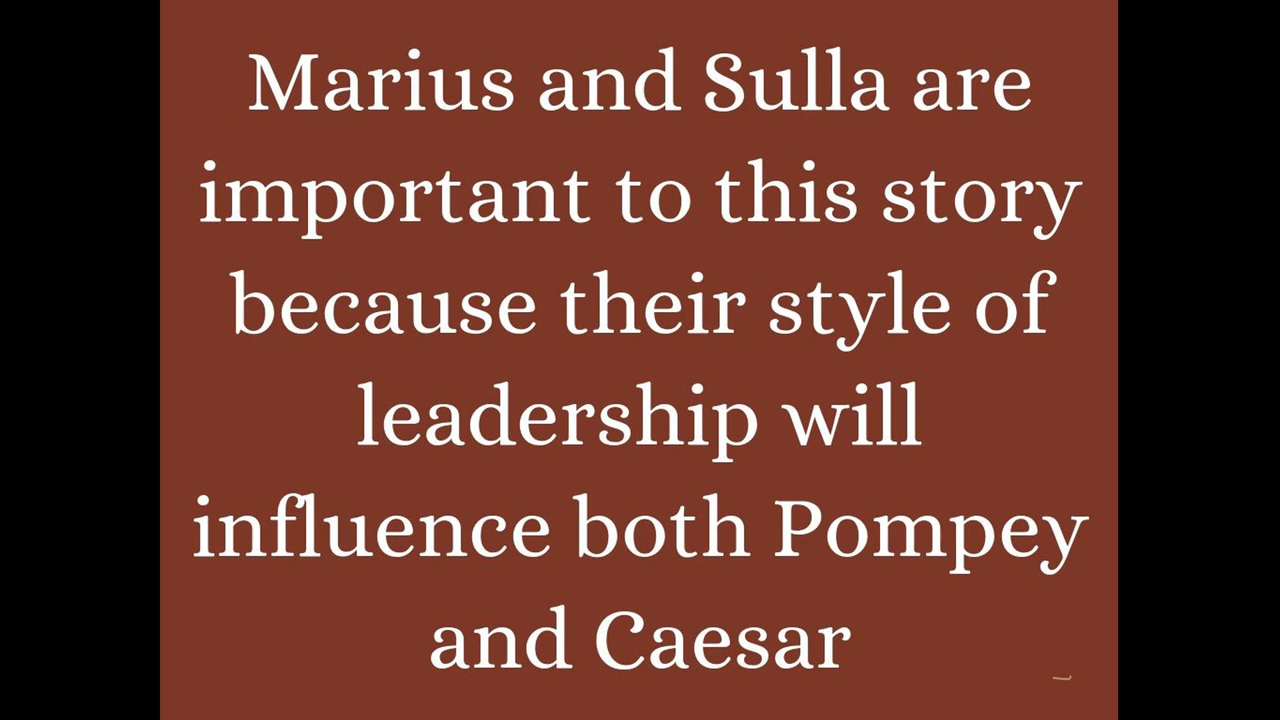 Marius and Sulla are
important to this story
because their style of
leadership will
influence both Pompey
and Caesar